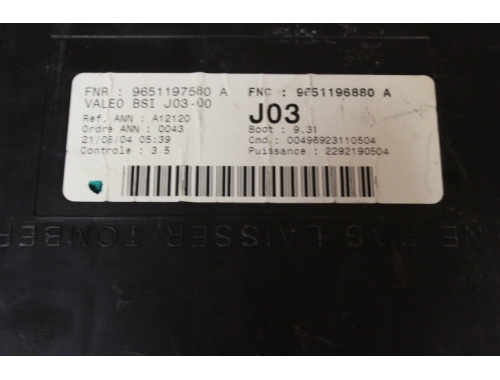 FNR : 9651197580 A
FNC : 9651196880 A
VALEO BSI J03-00
J03
Ref. ANN : A12120
Ordre ANN : 0043
Boot : 9.31
21/06/04 05:39
Cmd : 00496923110504
Controle : 3 5
Puissance : 2292190504
NE PAS LAISSER TOMBER